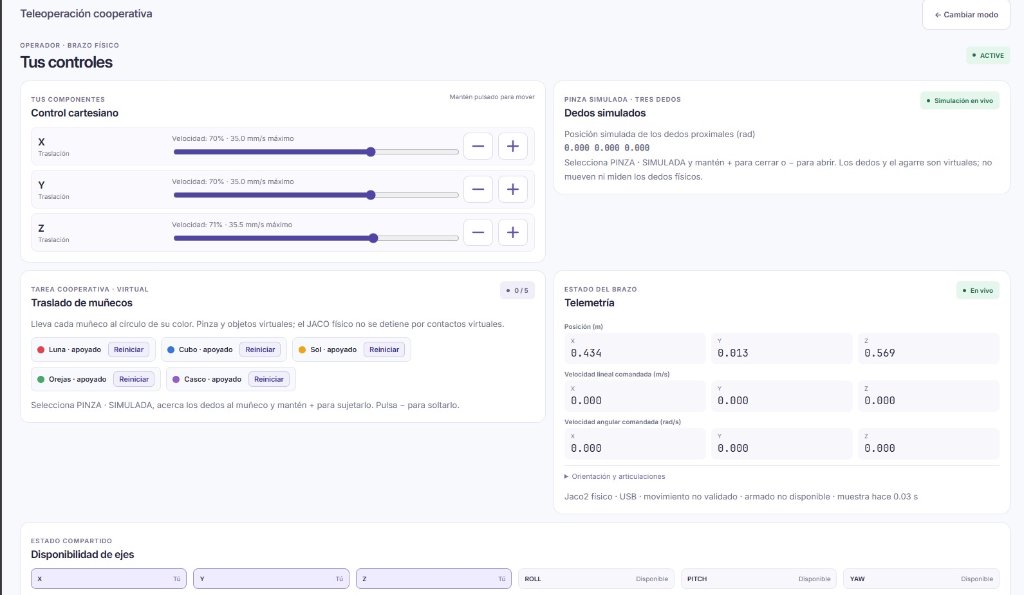 Teleoperación cooperativa
← Cambiar modo
OPERADOR · BRAZO FÍSICO
Tus controles
ACTIVE
TUS COMPONENTES
Mantén pulsado para mover
Control cartesiano
X
Traslación
Velocidad: 70% · 35.0 mm/s máximo
− +
Y
Traslación
Velocidad: 70% · 35.0 mm/s máximo
− +
Z
Traslación
Velocidad: 71% · 35.5 mm/s máximo
− +
PINZA SIMULADA · TRES DEDOS
Simulación en vivo
Dedos simulados
Posición simulada de los dedos proximales (rad)
0.000 0.000 0.000
Selecciona PINZA · SIMULADA y mantén + para cerrar o − para abrir. Los dedos y el agarre son virtuales; no
mueven ni miden los dedos físicos.
TAREA COOPERATIVA · VIRTUAL
0 / 5
Traslado de muñecos
Lleva cada muñeco al círculo de su color. Pinza y objetos virtuales; el JACO físico no se detiene por contactos virtuales.
Luna · apoyado Reiniciar Cubo · apoyado Reiniciar Sol · apoyado Reiniciar
Orejas · apoyado Reiniciar Casco · apoyado Reiniciar
Selecciona PINZA · SIMULADA, acerca los dedos al muñeco y mantén + para sujetarlo. Pulsa − para soltarlo.
ESTADO DEL BRAZO
En vivo
Telemetría
Posición (m)
X Y Z
0.434 0.013 0.569
Velocidad lineal comandada (m/s)
X Y Z
0.000 0.000 0.000
Velocidad angular comandada (rad/s)
X Y Z
0.000 0.000 0.000
Orientación y articulaciones
Jaco2 físico · USB · movimiento no validado · armado no disponible · muestra hace 0.03 s
ESTADO COMPARTIDO
Disponibilidad de ejes
X Tú Y Tú Z Tú ROLL Disponible PITCH Disponible YAW Disponible